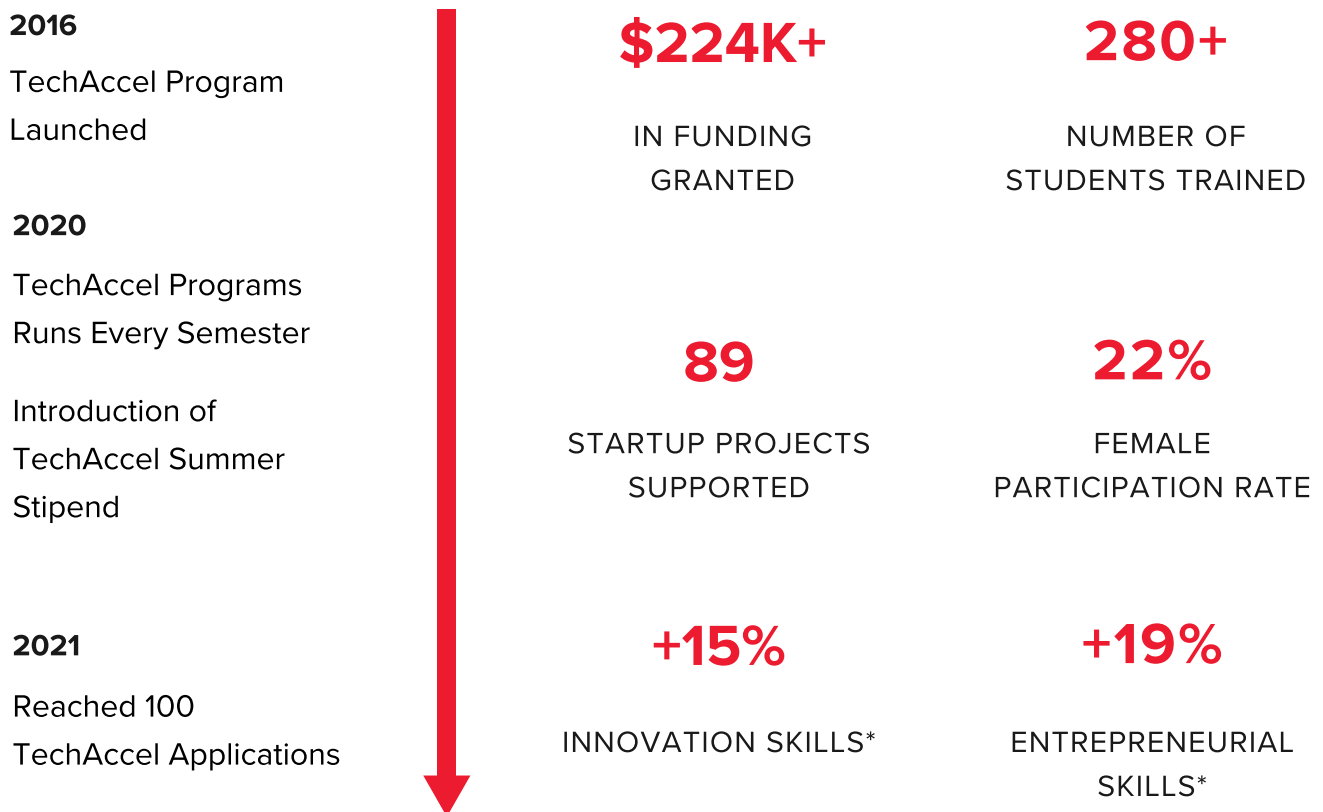 2016
TechAccel Program
Launched
2020
TechAccel Programs
Runs Every Semester
Introduction of
TechAccel Summer
Stipend
2021
Reached 100
TechAccel Applications
$224K+
IN FUNDING
GRANTED
280+
NUMBER OF
STUDENTS TRAINED
89
STARTUP PROJECTS
SUPPORTED
22%
FEMALE
PARTICIPATION RATE
+15%
INNOVATION SKILLS*
+19%
ENTREPRENEURIAL
SKILLS*